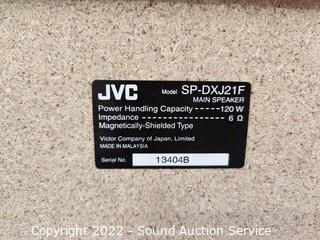 JVC Model SP-DXJ21F
MAIN SPEAKER
Power Handling Capacity ------120W
Impedance ------------------ 6 Ω
Magnetically-Shielded Type
Victor Company of Japan, Limited
MADE IN MALAYSIA
Serial No. 13404B
Copyright 2022 - Sound Auction Service